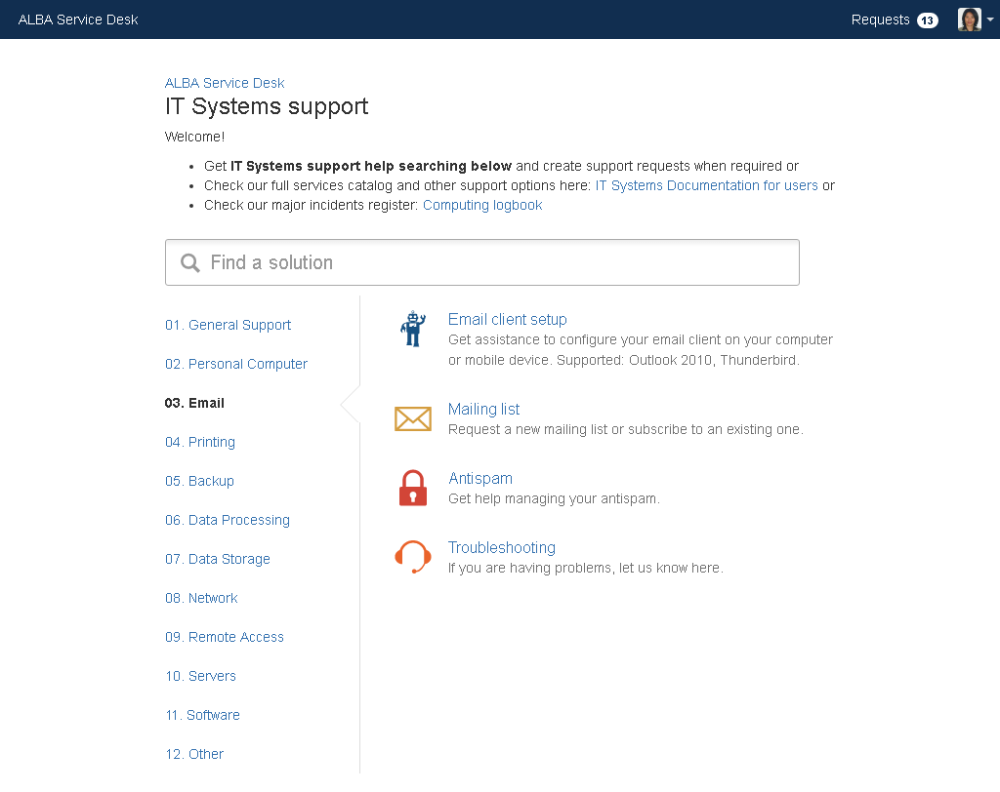 ALBA Service Desk
Requests 13
ALBA Service Desk
IT Systems support
Welcome!
• Get IT Systems support help searching below and create support requests when required or
• Check our full services catalog and other support options here: IT Systems Documentation for users or
• Check our major incidents register: Computing logbook
Find a solution
01. General Support
02. Personal Computer
03. Email
04. Printing
05. Backup
06. Data Processing
07. Data Storage
08. Network
09. Remote Access
10. Servers
11. Software
12. Other
Email client setup
Get assistance to configure your email client on your computer
or mobile device. Supported: Outlook 2010, Thunderbird.
Mailing list
Request a new mailing list or subscribe to an existing one.
Antispam
Get help managing your antispam.
Troubleshooting
If you are having problems, let us know here.